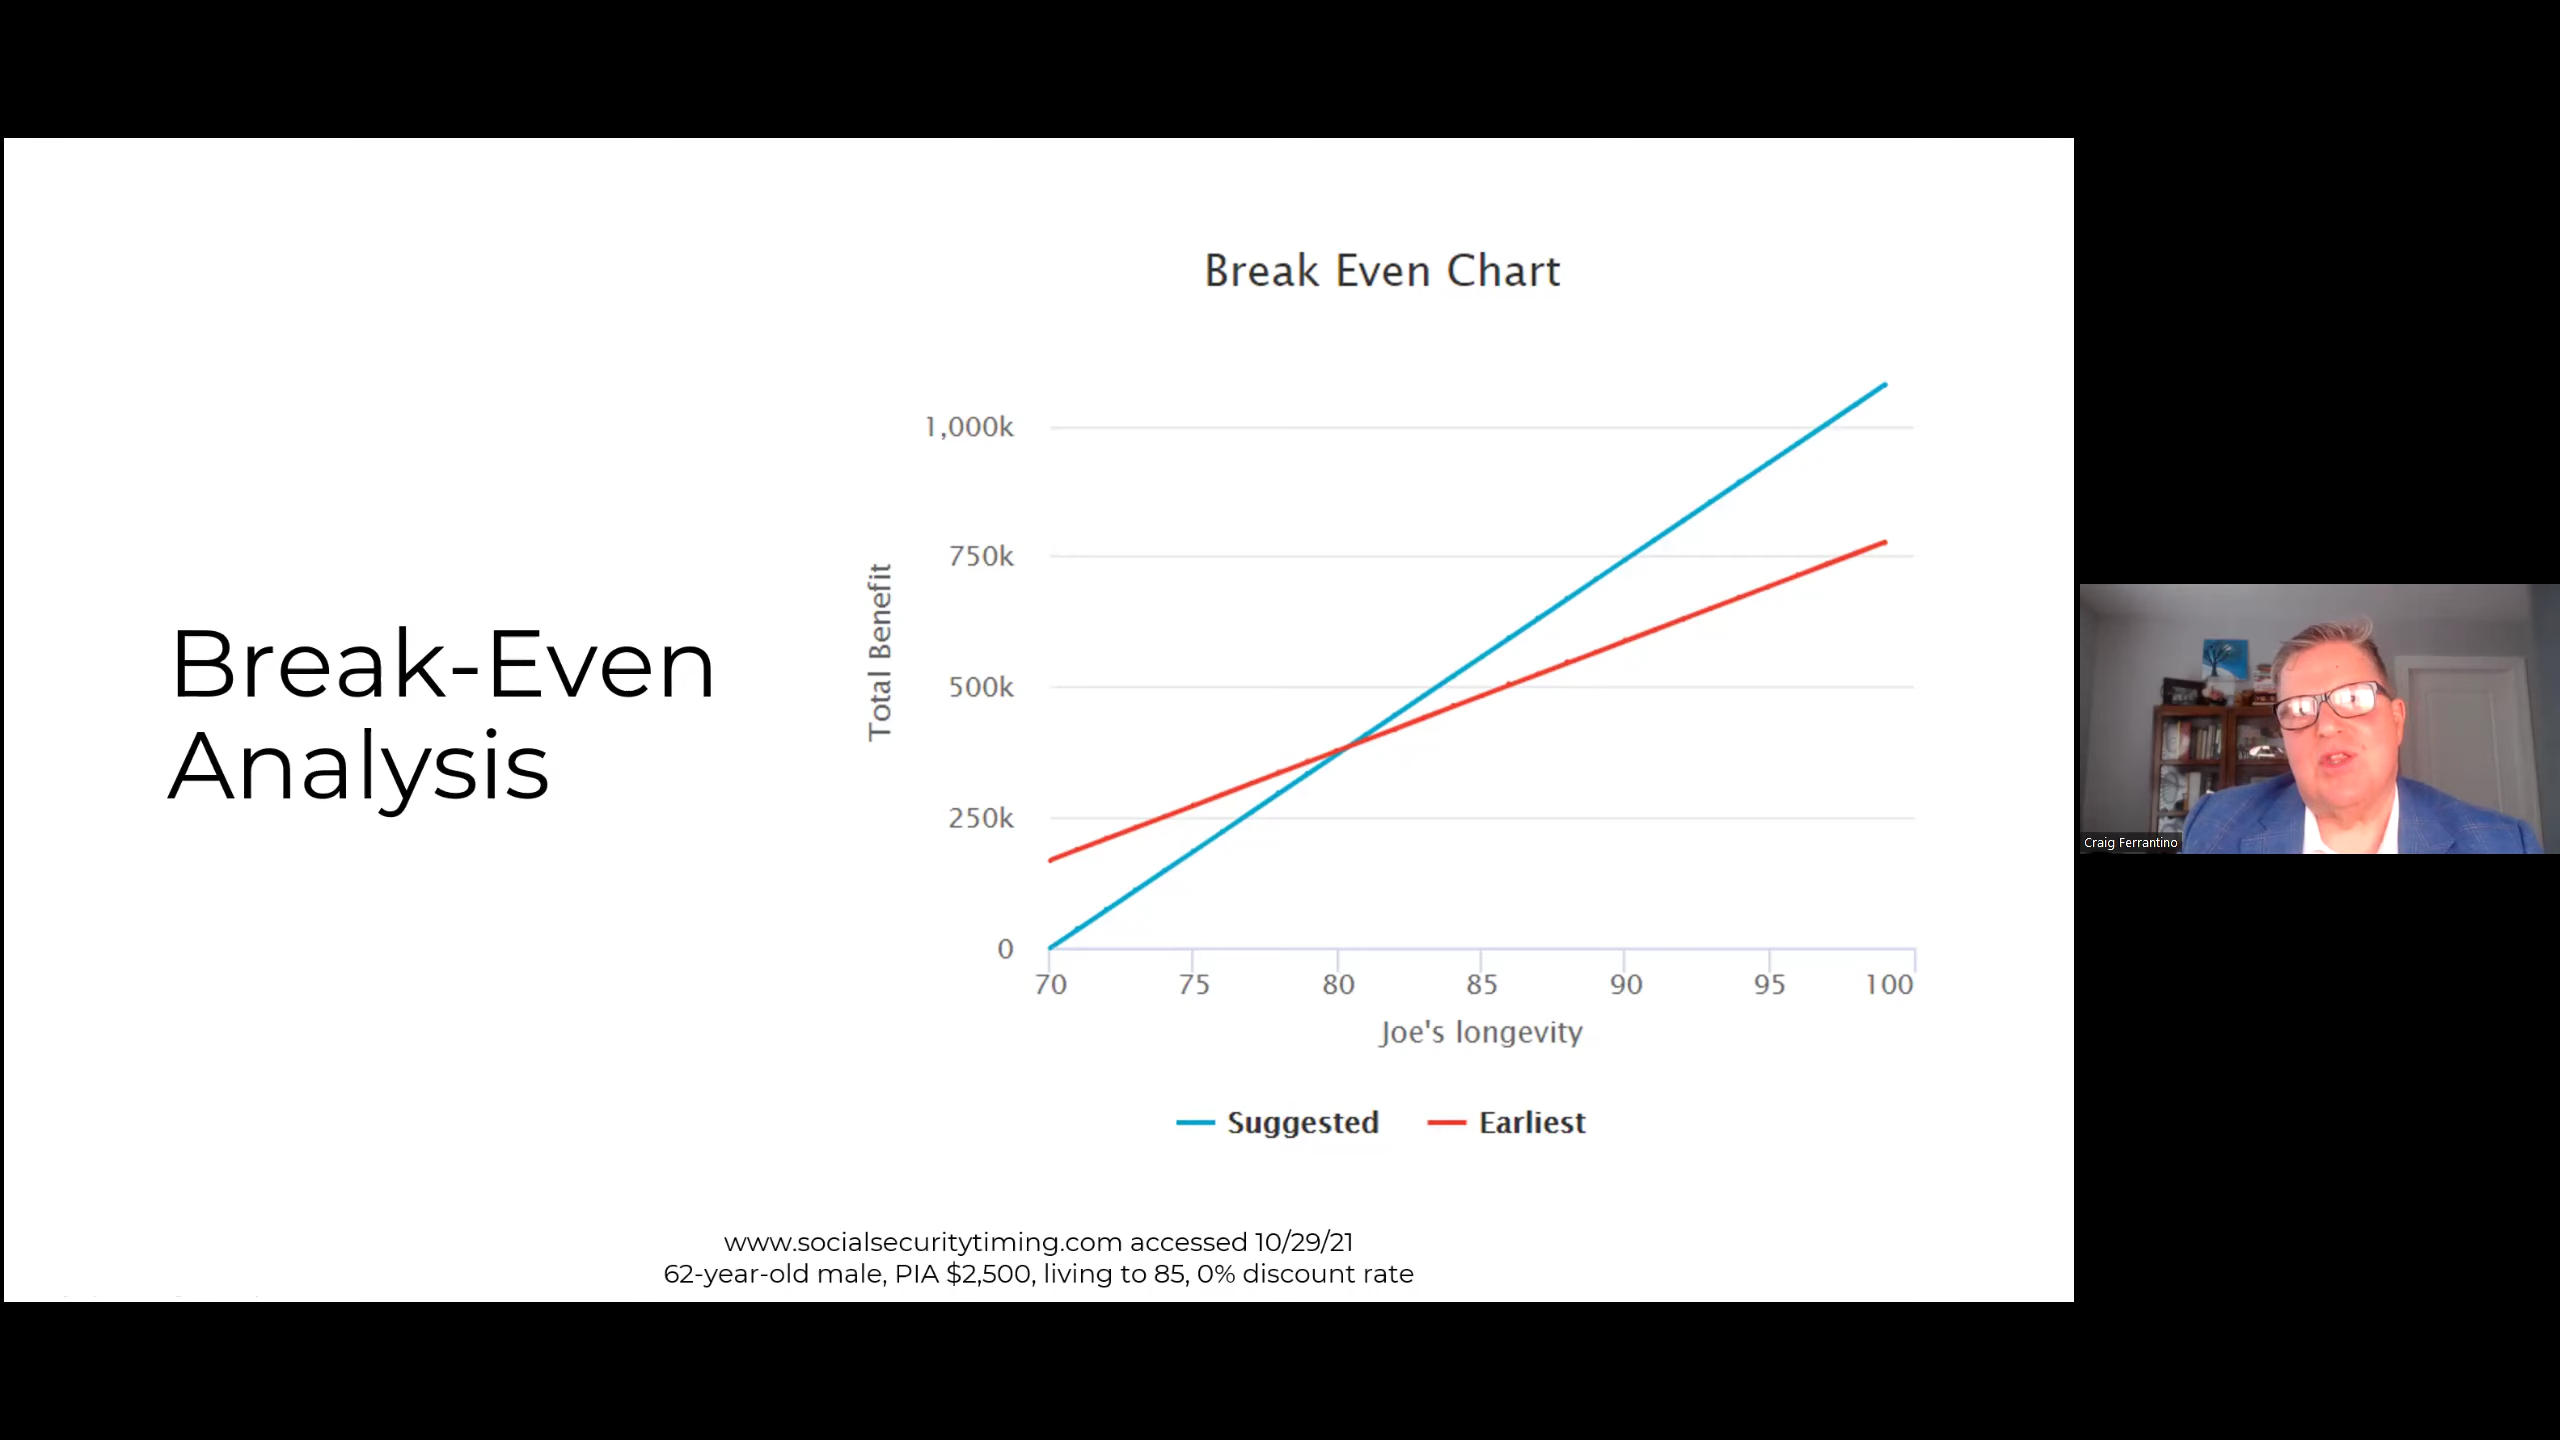 Break-Even
Analysis
Break Even Chart
Total Benefit
1,000k
750k
500k
250k
0
70 75 80 85 90 95 100
Joe's longevity
Suggested Earliest
www.socialsecuritytiming.com accessed 10/29/21
62-year-old male, PIA $2,500, living to 85, 0% discount rate
Craig Ferrantino